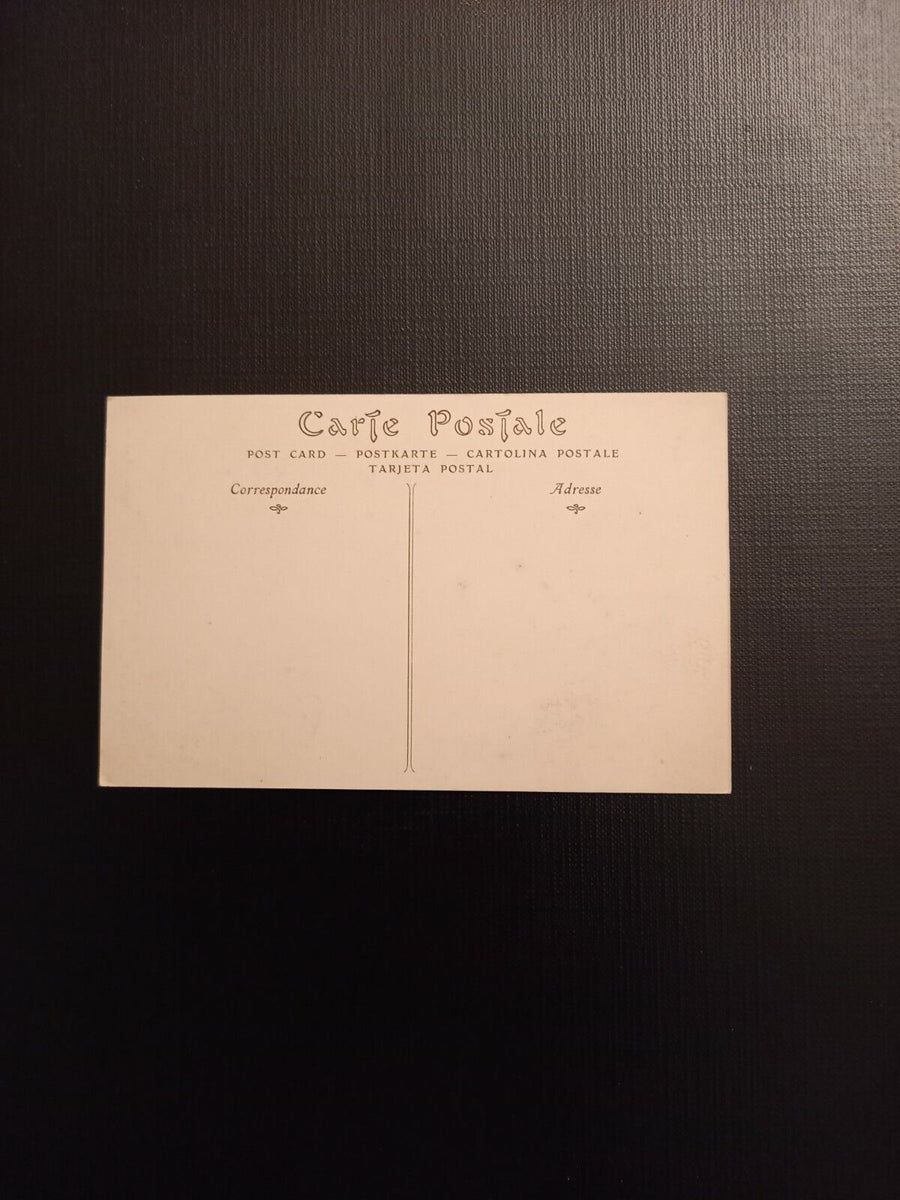 Carte Postale
POST CARD — POSTKARTE — CARTOLINA POSTALE
TARJETA POSTAL
Correspondance
Adresse